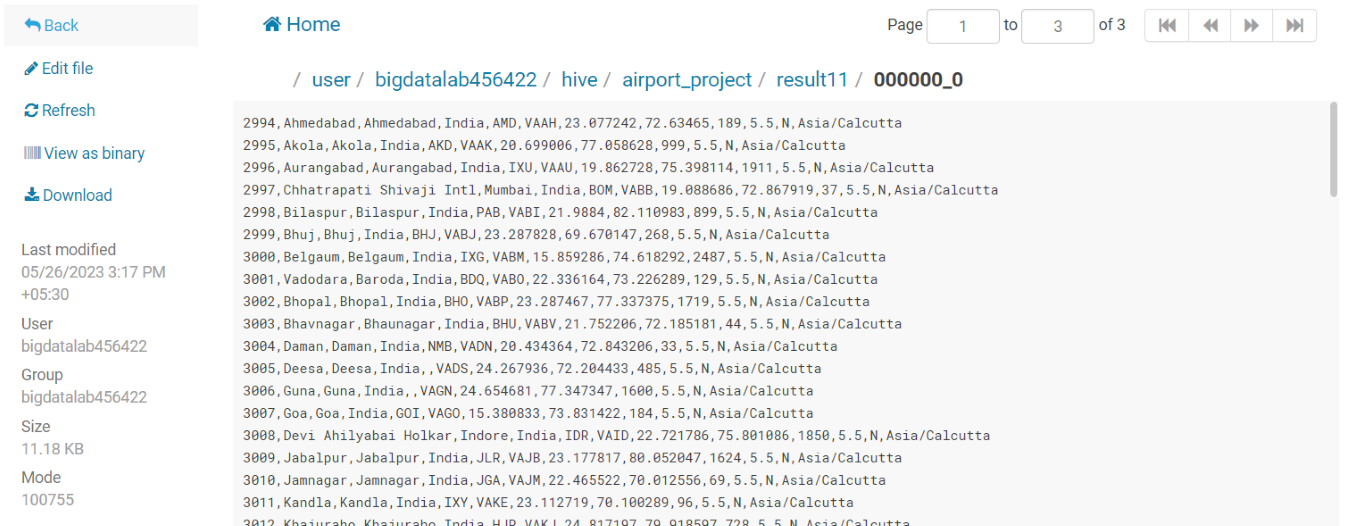 Back
Edit file
Refresh
View as binary
Download
Last modified
05/26/2023 3:17 PM
+05:30
User
bigdatalab456422
Group
bigdatalab456422
Size
11.18 KB
Mode
100755
Home
Page 1 to 3 of 3
/ user / bigdatalab456422 / hive / airport_project / result11 / 000000_0
2994,Ahmedabad,Ahmedabad,India,AMD,VAAH,23.077242,72.63465,189,5.5,N,Asia/Calcutta
2995,Akola,Akola,India,AKD,VAAK,20.699006,77.058628,999,5.5,N,Asia/Calcutta
2996,Aurangabad,Aurangabad,India,IXU,VAAU,19.862728,75.398114,1911,5.5,N,Asia/Calcutta
2997,Chhatrapati Shivaji Intl,Mumbai,India,BOM,VABB,19.088686,72.867919,37,5.5,N,Asia/Calcutta
2998,Bilaspur,Bilaspur,India,PAB,VABI,21.9884,82.110983,899,5.5,N,Asia/Calcutta
2999,Bhuj,Bhuj,India,BHJ,VABJ,23.287828,69.670147,268,5.5,N,Asia/Calcutta
3000,Belgaum,Belgaum,India,IXG,VABM,15.859286,74.618292,2487,5.5,N,Asia/Calcutta
3001,Vadodara,Baroda,India,BDQ,VABO,22.336164,73.226289,129,5.5,N,Asia/Calcutta
3002,Bhopal,Bhopal,India,BHO,VABP,23.287467,77.337375,1719,5.5,N,Asia/Calcutta
3003,Bhavnagar,Bhaunagar,India,BHU,VABV,21.752206,72.185181,44,5.5,N,Asia/Calcutta
3004,Daman,Daman,India,NMB,VADN,20.434364,72.843206,33,5.5,N,Asia/Calcutta
3005,Deesa,Deesa,India,,VADS,24.267936,72.204433,485,5.5,N,Asia/Calcutta
3006,Guna,Guna,India,,VAGN,24.654681,77.347347,1600,5.5,N,Asia/Calcutta
3007,Goa,Goa,India,GOI,VAGO,15.380833,73.831422,184,5.5,N,Asia/Calcutta
3008,Devi Ahilyabai Holkar,Indore,India,IDR,VAID,22.721786,75.801086,1850,5.5,N,Asia/Calcutta
3009,Jabalpur,Jabalpur,India,JLR,VAJB,23.177817,80.052047,1624,5.5,N,Asia/Calcutta
3010,Jamnagar,Jamnagar,India,JGA,VAJM,22.465522,70.012556,69,5.5,N,Asia/Calcutta
3011,Kandla,Kandla,India,IXY,VAKE,23.112719,70.100289,96,5.5,N,Asia/Calcutta
3012,Khajuraho,Khajuraho,India,HJR,VAKJ,24.817197,79.918597,728,5.5,N,Asia/Calcutta